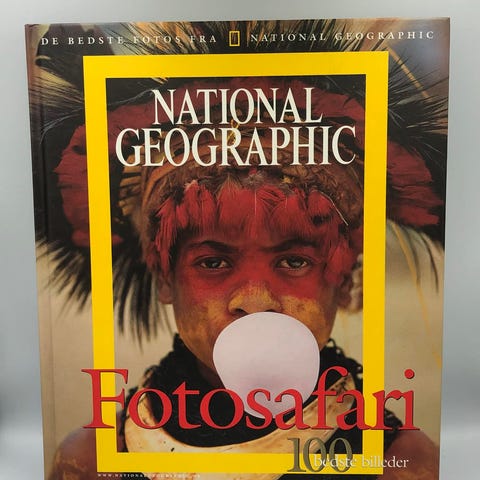 DE BEDSTE FOTOS FRA NATIONAL GEOGRAPHIC
NATIONAL
GEOGRAPHIC
Fotosafari
100
bedste billeder